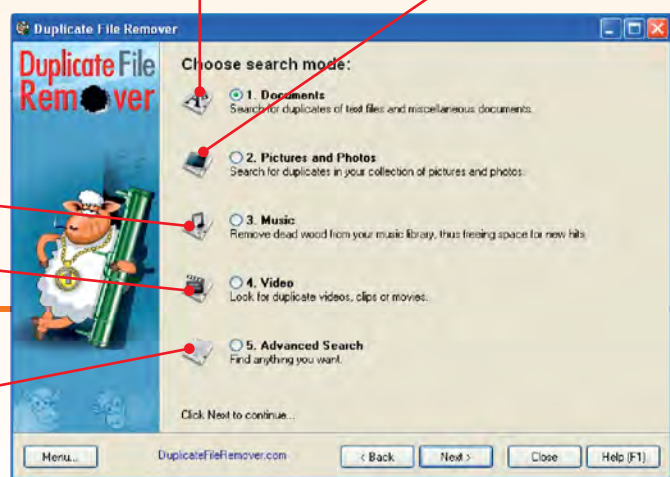 Duplicate File Remover
Duplicate File
Remover
Choose search mode:
1. Documents
Search for duplicates of text files and miscellaneous documents.
2. Pictures and Photos
Search for duplicates in your collection of pictures and photos.
3. Music
Remove dead wood from your music library, thus freeing space for new hits.
4. Video
Look for duplicate videos, clips or movies.
5. Advanced Search
Find anything you want.
Click Next to continue...
Menu...
DuplicateFileRemover.com
< Back
Next >
Close
Help (F1)